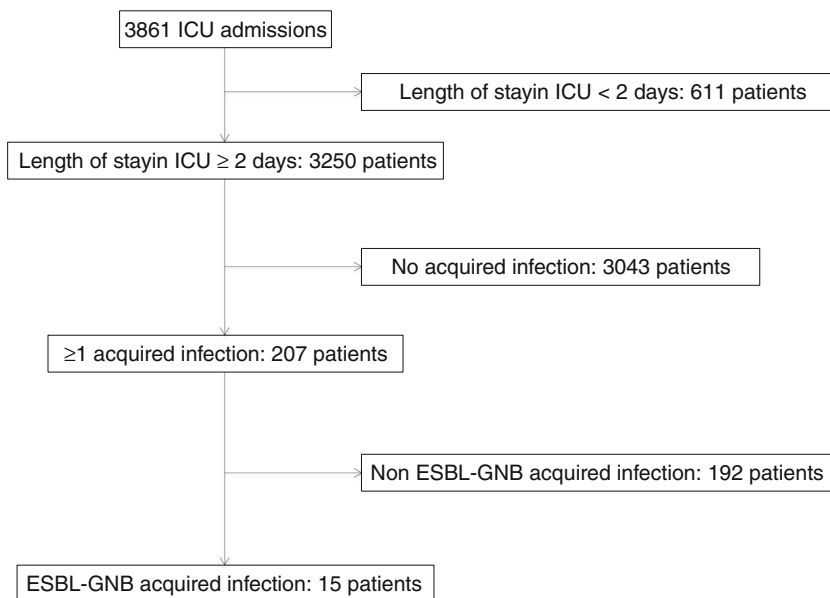 3861 ICU admissions
Length of stayin ICU < 2 days: 611 patients
Length of stayin ICU ≥ 2 days: 3250 patients
No acquired infection: 3043 patients
≥1 acquired infection: 207 patients
Non ESBL-GNB acquired infection: 192 patients
ESBL-GNB acquired infection: 15 patients